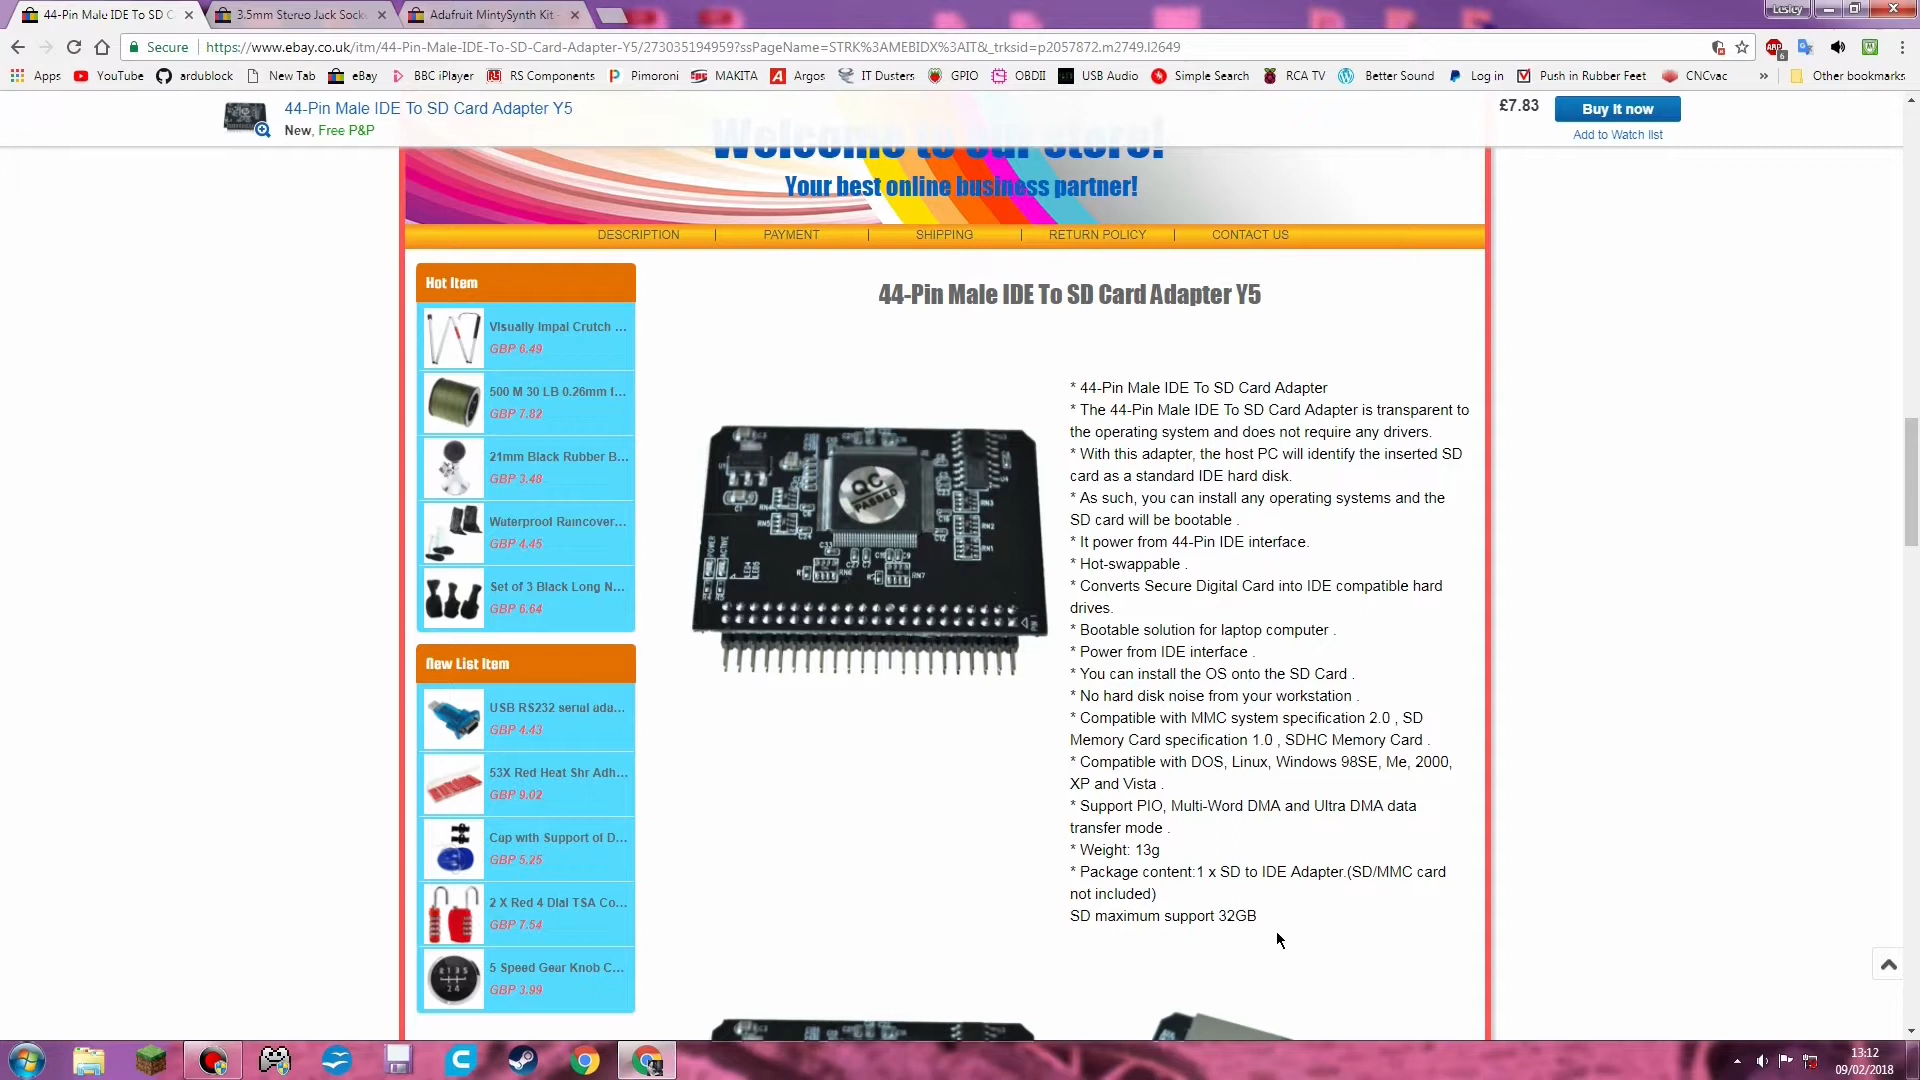 44-Pin Male IDE To SD C
3.5mm Stereo Jack Sock
Adafruit MintySynth Kit -
Lesley
Secure
https://www.ebay.co.uk/itm/44-Pin-Male-IDE-To-SD-Card-Adapter-Y5/273035194959?ssPageName=STRK%3AMEBIDX%3AIT&_trksid=p2057872.m2749.l2649
Apps YouTube ardublock New Tab eBay BBC iPlayer RS Components Pimoroni MAKITA Argos IT Dusters GPIO OBDII USB Audio Simple Search RCA TV Better Sound Log in Push in Rubber Feet CNCvac » Other bookmarks
44-Pin Male IDE To SD Card Adapter Y5
New, Free P&P
£7.83
Buy it now
Add to Watch list
Welcome to our store!
Your best online business partner!
DESCRIPTION | PAYMENT | SHIPPING | RETURN POLICY | CONTACT US
Hot Item
Visually Impai Crutch ...
GBP 6.49
500 M 30 LB 0.26mm f...
GBP 7.82
21mm Black Rubber B...
GBP 3.48
Waterproof Raincover...
GBP 4.45
Set of 3 Black Long N...
GBP 6.64
New List Item
USB RS232 serial ada...
GBP 4.43
53X Red Heat Shr Adh...
GBP 9.02
Cap with Support of D...
GBP 5.25
2 X Red 4 Dial TSA Co...
GBP 7.54
5 Speed Gear Knob C...
GBP 3.99
44-Pin Male IDE To SD Card Adapter Y5
QC
PASSED
POWER
ACTIVE
* 44-Pin Male IDE To SD Card Adapter
* The 44-Pin Male IDE To SD Card Adapter is transparent to
the operating system and does not require any drivers.
* With this adapter, the host PC will identify the inserted SD
card as a standard IDE hard disk.
* As such, you can install any operating systems and the
SD card will be bootable .
* It power from 44-Pin IDE interface.
* Hot-swappable .
* Converts Secure Digital Card into IDE compatible hard
drives.
* Bootable solution for laptop computer .
* Power from IDE interface .
* You can install the OS onto the SD Card .
* No hard disk noise from your workstation .
* Compatible with MMC system specification 2.0 , SD
Memory Card specification 1.0 , SDHC Memory Card .
* Compatible with DOS, Linux, Windows 98SE, Me, 2000,
XP and Vista .
* Support PIO, Multi-Word DMA and Ultra DMA data
transfer mode .
* Weight: 13g
* Package content:1 x SD to IDE Adapter.(SD/MMC card
not included)
SD maximum support 32GB
13:12
09/02/2018